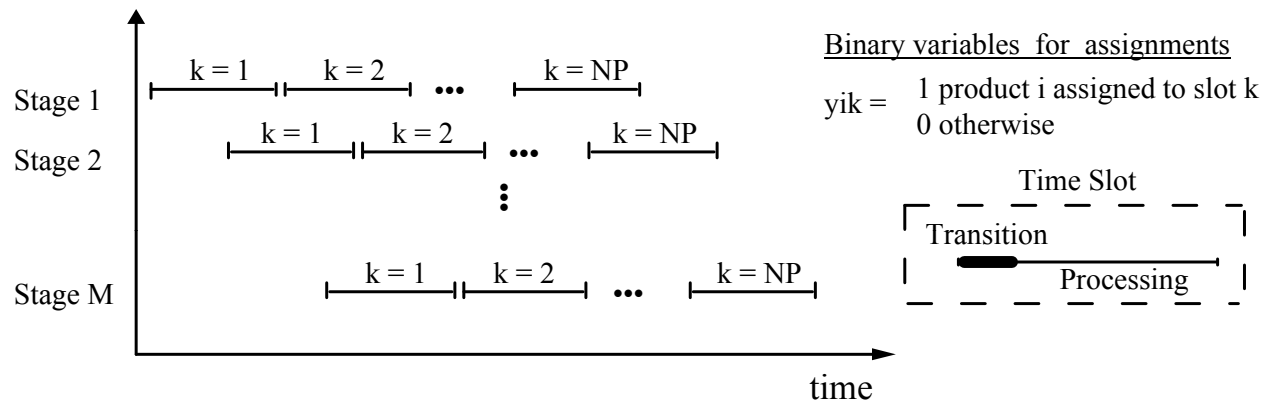 Stage 1 k = 1 k = 2 ••• k = NP
Stage 2 k = 1 k = 2 ••• k = NP
Stage M k = 1 k = 2 ••• k = NP
time
Binary variables for assignments
yik = 1 product i assigned to slot k
0 otherwise
Time Slot
Transition
Processing